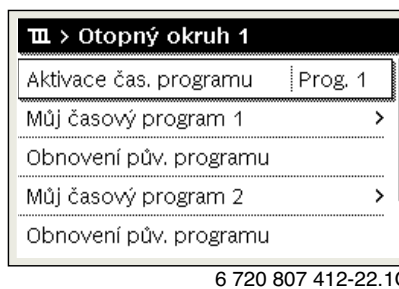 > Otopný okruh 1
Aktivace čas. programu Prog. 1
Můj časový program 1 >
Obnovení pův. programu
Můj časový program 2 >
Obnovení pův. programu
6 720 807 412-22.1O